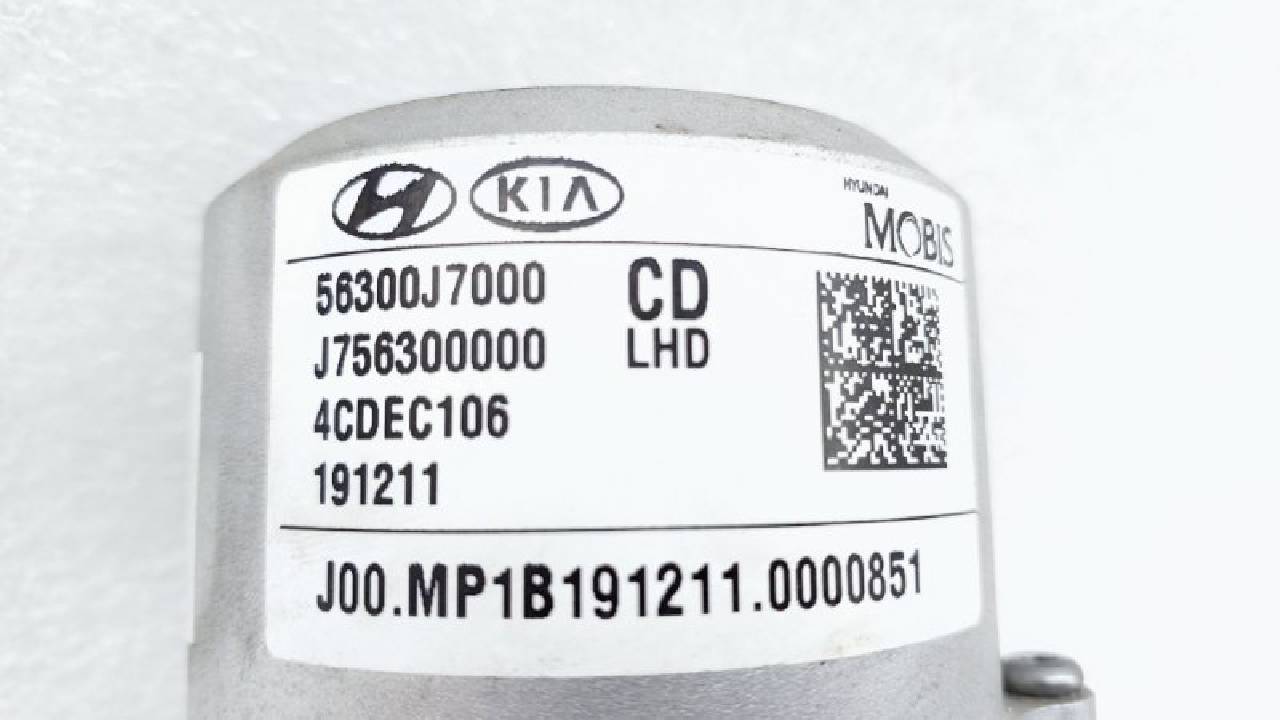 KIA
HYUNDAI
MOBIS
56300J7000 CD
J756300000 LHD
4CDEC106
191211
J00.MP1B191211.0000851